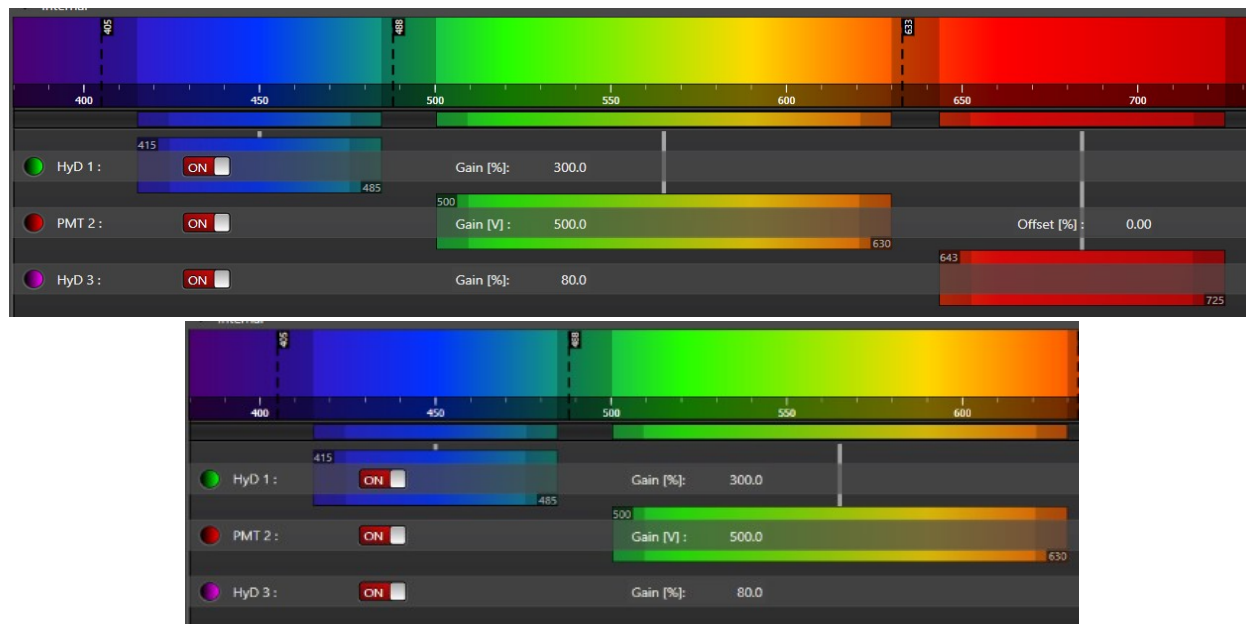 Internal
405 488 633
400 450 500 550 600 650 700
415
HyD 1 : ON Gain [%]: 300.0
485
500
PMT 2 : ON Gain [V] : 500.0 Offset [%] : 0.00
630
643
HyD 3 : ON Gain [%]: 80.0
725
Internal
405 488
400 450 500 550 600
415
HyD 1 : ON Gain [%]: 300.0
485
500
PMT 2 : ON Gain [V] : 500.0
630
HyD 3 : ON Gain [%]: 80.0